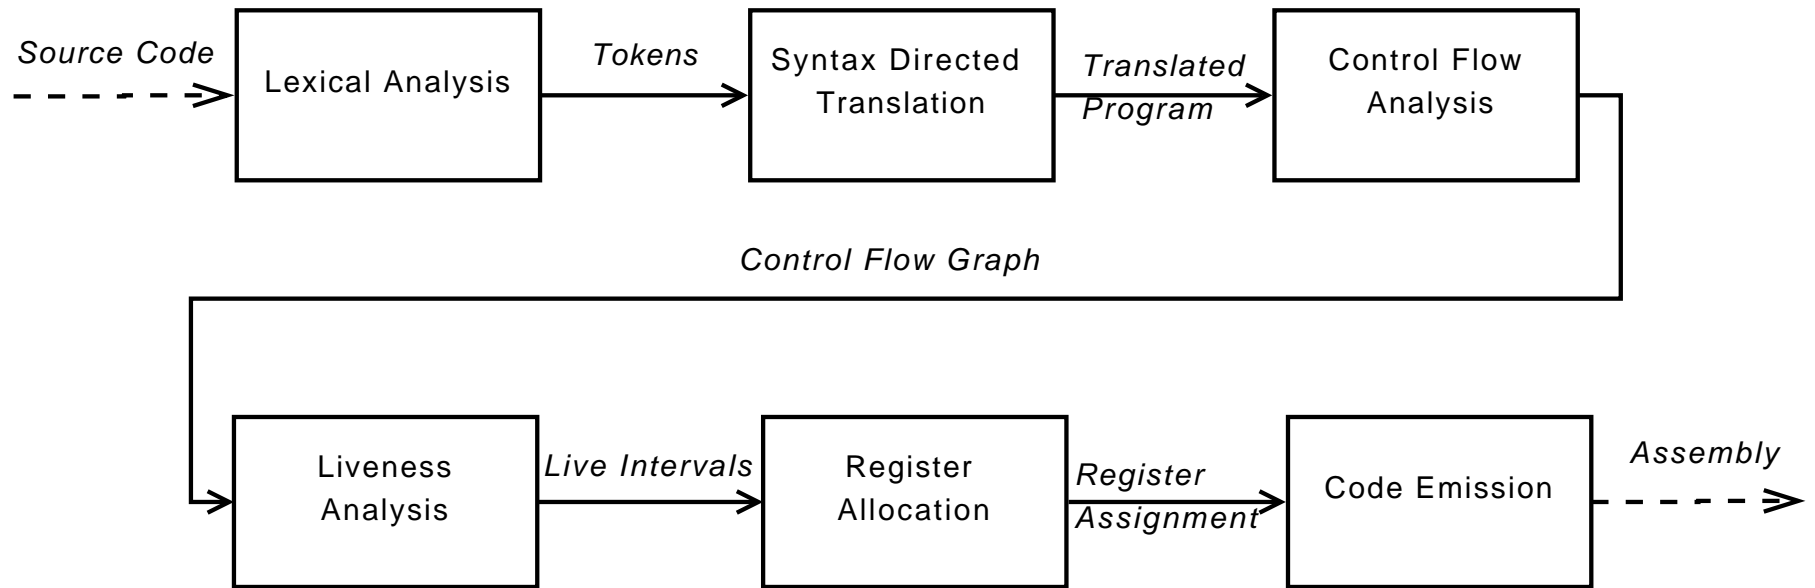 Source Code
Lexical Analysis
Tokens
Syntax Directed
Translation
Translated
Program
Control Flow
Analysis
Control Flow Graph
Liveness
Analysis
Live Intervals
Register
Allocation
Register
Assignment
Code Emission
Assembly